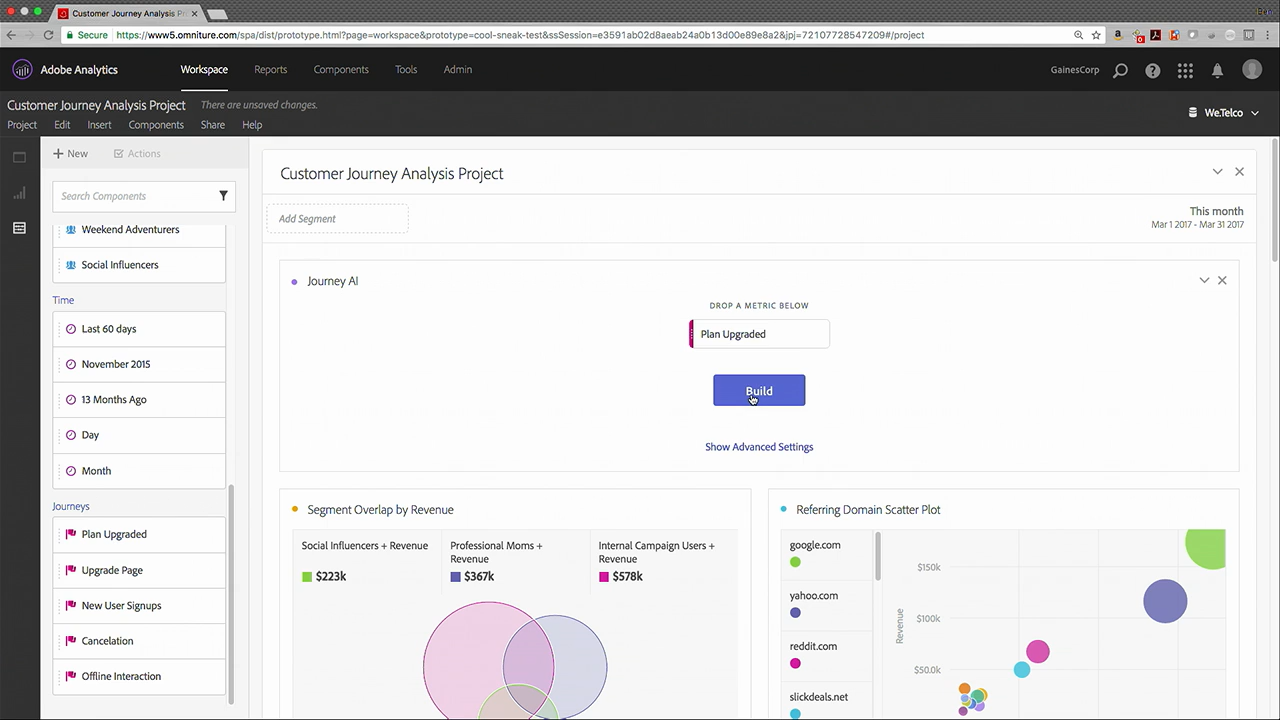 Customer Journey Analysis Pr
Secure
https://www5.omniture.com/spa/dist/prototype.html?page=workspace&prototype=cool-sneak-test&ssSession=e3591ab02d8aeab24a0b13d00e89e8a2&jpj=72107728547209#/project
Adobe Analytics
Workspace
Reports
Components
Tools
Admin
GainesCorp
Customer Journey Analysis Project
There are unsaved changes.
Project
Edit
Insert
Components
Share
Help
We.Telco
+ New
Actions
Search Components
Weekend Adventurers
Social Influencers
Time
Last 60 days
November 2015
13 Months Ago
Day
Month
Journeys
Plan Upgraded
Upgrade Page
New User Signups
Cancelation
Offline Interaction
Customer Journey Analysis Project
Add Segment
This month
Mar 1 2017 - Mar 31 2017
Journey AI
DROP A METRIC BELOW
Plan Upgraded
Build
Show Advanced Settings
Segment Overlap by Revenue
Social Influencers + Revenue
$223k
Professional Moms +
Revenue
$367k
Internal Campaign Users +
Revenue
$578k
Referring Domain Scatter Plot
google.com
yahoo.com
reddit.com
slickdeals.net
Revenue
$150k
$100k
$50.0k